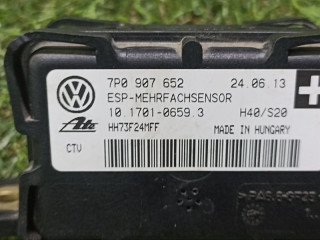 7P0 907 652 24.06.13
ESP-MEHRFACHSENSOR
10.1701-0659.3 H40/S20
Ate HH73F24MFF MADE IN HUNGARY
CTV